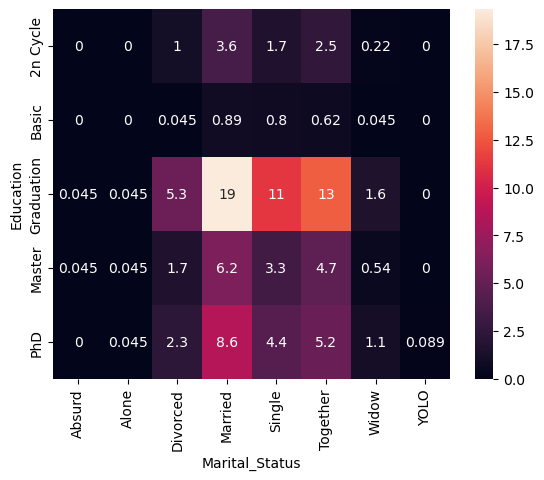 2n Cycle 0 0 1 3.6 1.7 2.5 0.22 0
Basic 0 0 0.045 0.89 0.8 0.62 0.045 0
Graduation 0.045 0.045 5.3 19 11 13 1.6 0
Master 0.045 0.045 1.7 6.2 3.3 4.7 0.54 0
PhD 0 0.045 2.3 8.6 4.4 5.2 1.1 0.089
Education
Absurd Alone Divorced Married Single Together Widow YOLO
Marital_Status
17.5
15.0
12.5
10.0
7.5
5.0
2.5
0.0